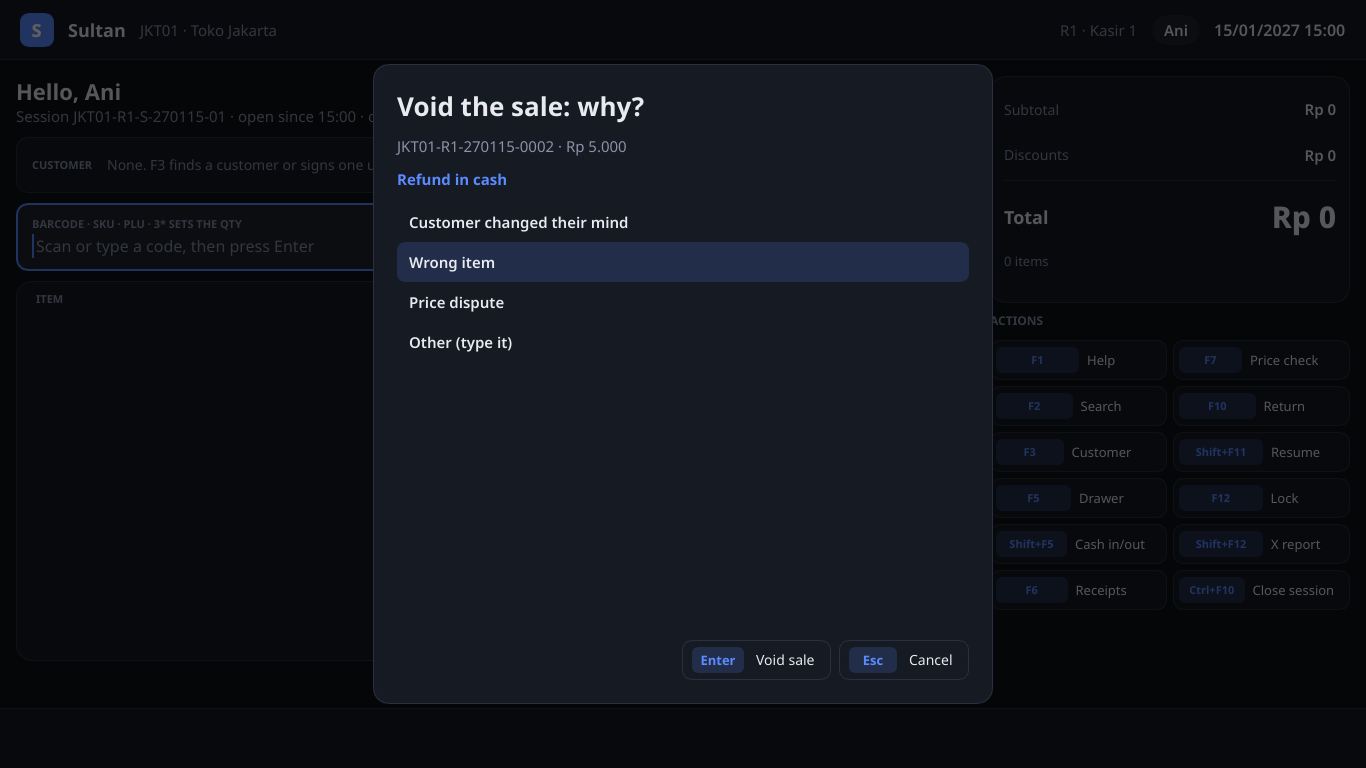 S Sultan JKT01 · Toko Jakarta R1 · Kasir 1 Ani 15/01/2027 15:00
Hello, Ani
Session JKT01-R1-S-270115-01 · open since 15:00 ·
CUSTOMER None. F3 finds a customer or signs one
BARCODE · SKU · PLU · 3* SETS THE QTY
Scan or type a code, then press Enter
ITEM
Void the sale: why?
JKT01-R1-270115-0002 · Rp 5.000
Refund in cash
Customer changed their mind
Wrong item
Price dispute
Other (type it)
Enter Void sale Esc Cancel
Subtotal Rp 0
Discounts Rp 0
Total Rp 0
0 items
ACTIONS
F1 Help F7 Price check
F2 Search F10 Return
F3 Customer Shift+F11 Resume
F5 Drawer F12 Lock
Shift+F5 Cash in/out Shift+F12 X report
F6 Receipts Ctrl+F10 Close session